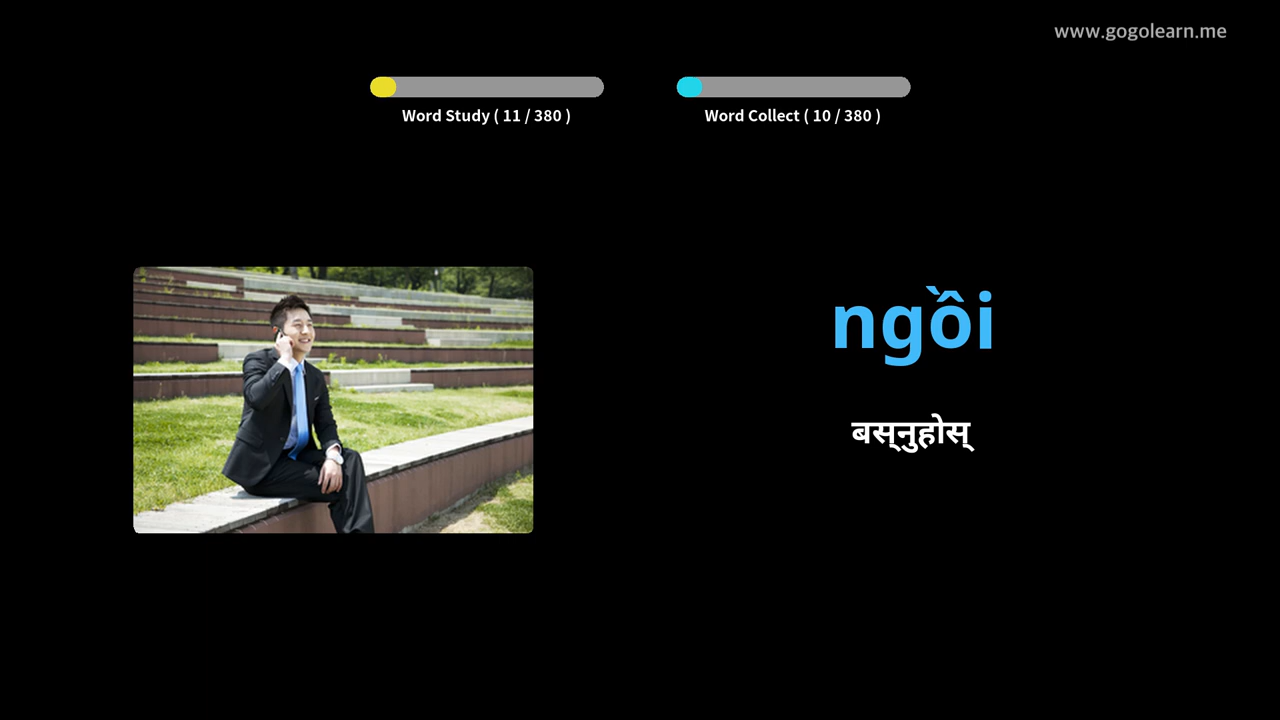 www.gogolearn.me
Word Study ( 11 / 380 )
Word Collect ( 10 / 380 )
ngồi
बस्नुहोस्